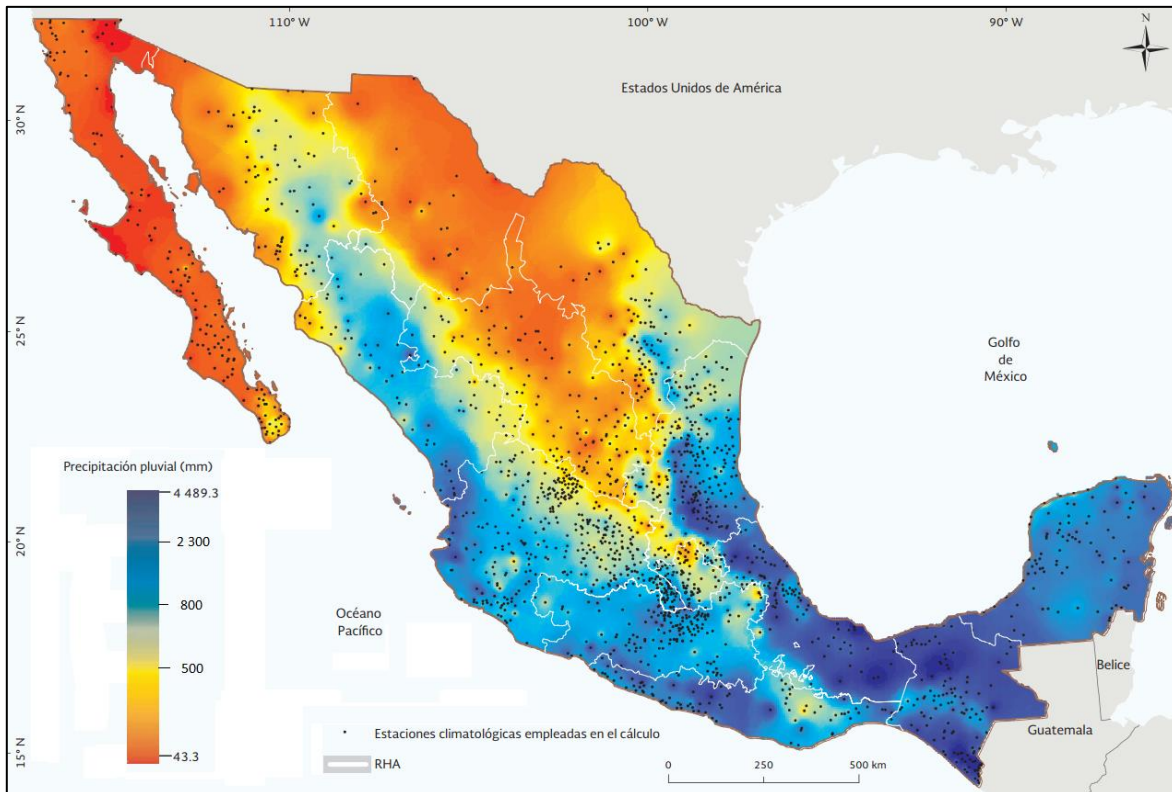 110° W
100° W
90° W
N
Estados Unidos de América
30° N
25° N
Golfo
de
México
Precipitación pluvial (mm)
4 489.3
2 300
20° N
800
Océano
Pacífico
500
Belice
Estaciones climatológicas empleadas en el cálculo
Guatemala
43.3
RHA
0 250 500 km
15° N